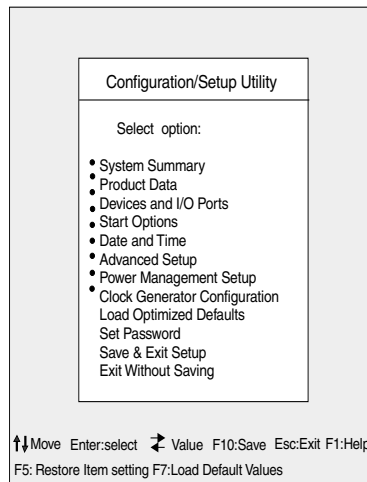 Configuration/Setup Utility
Select option:
• System Summary
• Product Data
• Devices and I/O Ports
• Start Options
• Date and Time
• Advanced Setup
• Power Management Setup
• Clock Generator Configuration
Load Optimized Defaults
Set Password
Save & Exit Setup
Exit Without Saving
↑↓Move Enter:select ⇄ Value F10:Save Esc:Exit F1:Help
F5: Restore Item setting F7:Load Default Values